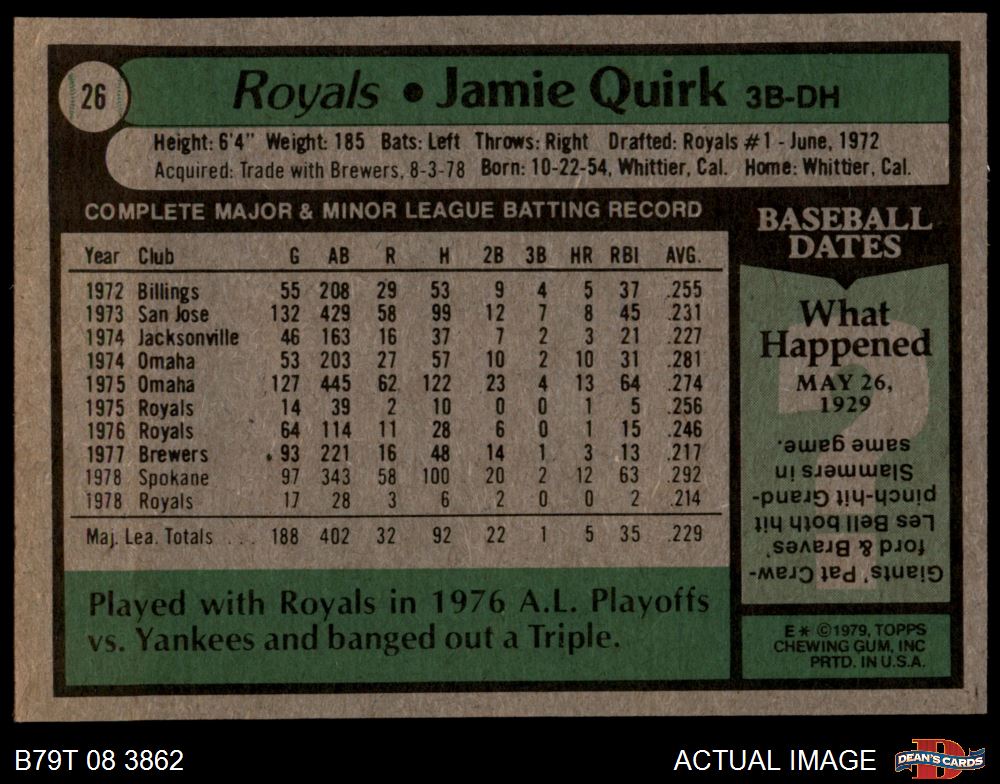 26
Royals • Jamie Quirk 3B-DH
Height: 6'4" Weight: 185 Bats: Left Throws: Right Drafted: Royals #1 - June, 1972
Acquired: Trade with Brewers, 8-3-78 Born: 10-22-54, Whittier, Cal. Home: Whittier, Cal.
COMPLETE MAJOR & MINOR LEAGUE BATTING RECORD
Year Club G AB R H 2B 3B HR RBI AVG.
1972 Billings 55 208 29 53 9 4 5 37 .255
1973 San Jose 132 429 58 99 12 7 8 45 .231
1974 Jacksonville 46 163 16 37 7 2 3 21 .227
1974 Omaha 53 203 27 57 10 2 10 31 .281
1975 Omaha 127 445 62 122 23 4 13 64 .274
1975 Royals 14 39 2 10 0 0 1 5 .256
1976 Royals 64 114 11 28 6 0 1 15 .246
1977 Brewers 93 221 16 48 14 1 3 13 .217
1978 Spokane 97 343 58 100 20 2 12 63 .292
1978 Royals 17 28 3 6 2 0 0 2 .214
Maj. Lea. Totals ... 188 402 32 92 22 1 5 35 .229
Played with Royals in 1976 A.L. Playoffs
vs. Yankees and banged out a Triple.
BASEBALL
DATES
What
Happened
MAY 26,
1929
?
Giants' Pat Craw-
ford & Braves'
Les Bell both hit
pinch-hit Grand-
Slammers in
same game.
E* ©1979, TOPPS
CHEWING GUM, INC
PRTD. IN U.S.A.
B79T 08 3862
ACTUAL IMAGE
DEAN'S CARDS